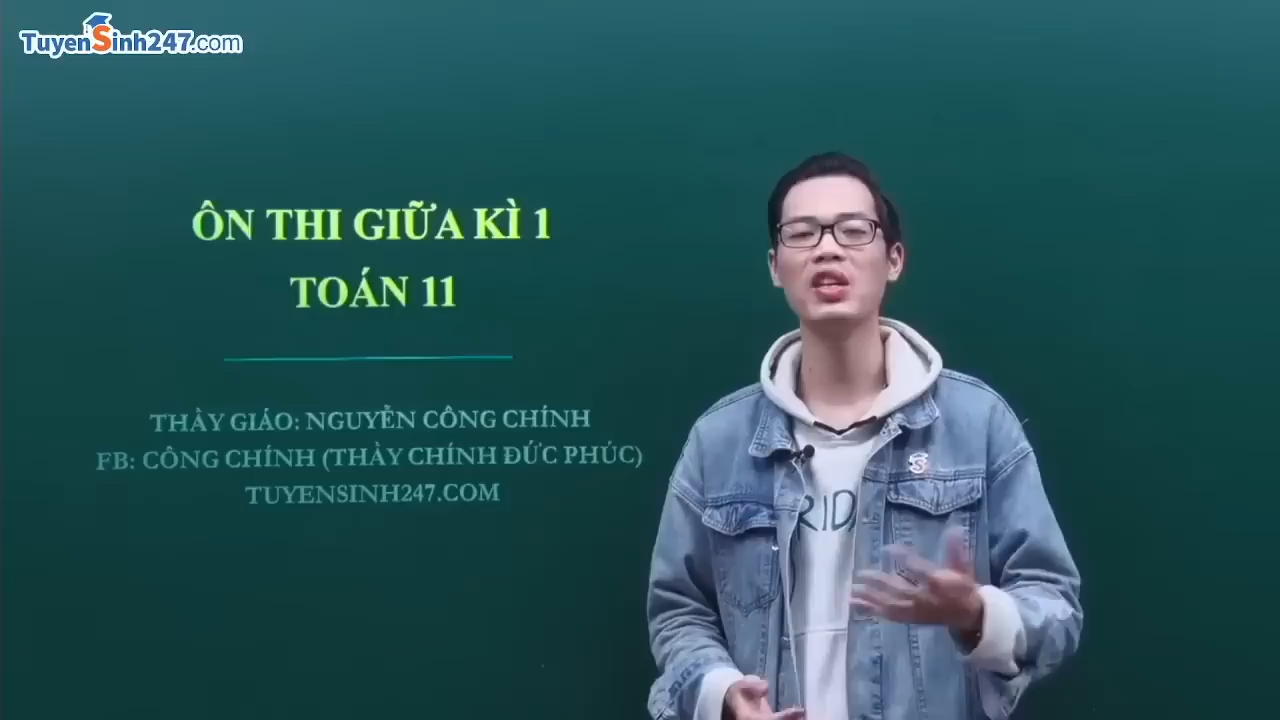 TuyenSinh247.com
ÔN THI GIỮA KÌ 1
TOÁN 11
THẦY GIÁO: NGUYỄN CÔNG CHÍNH
FB: CÔNG CHÍNH (THẦY CHÍNH ĐỨC PHÚC)
TUYENSINH247.COM